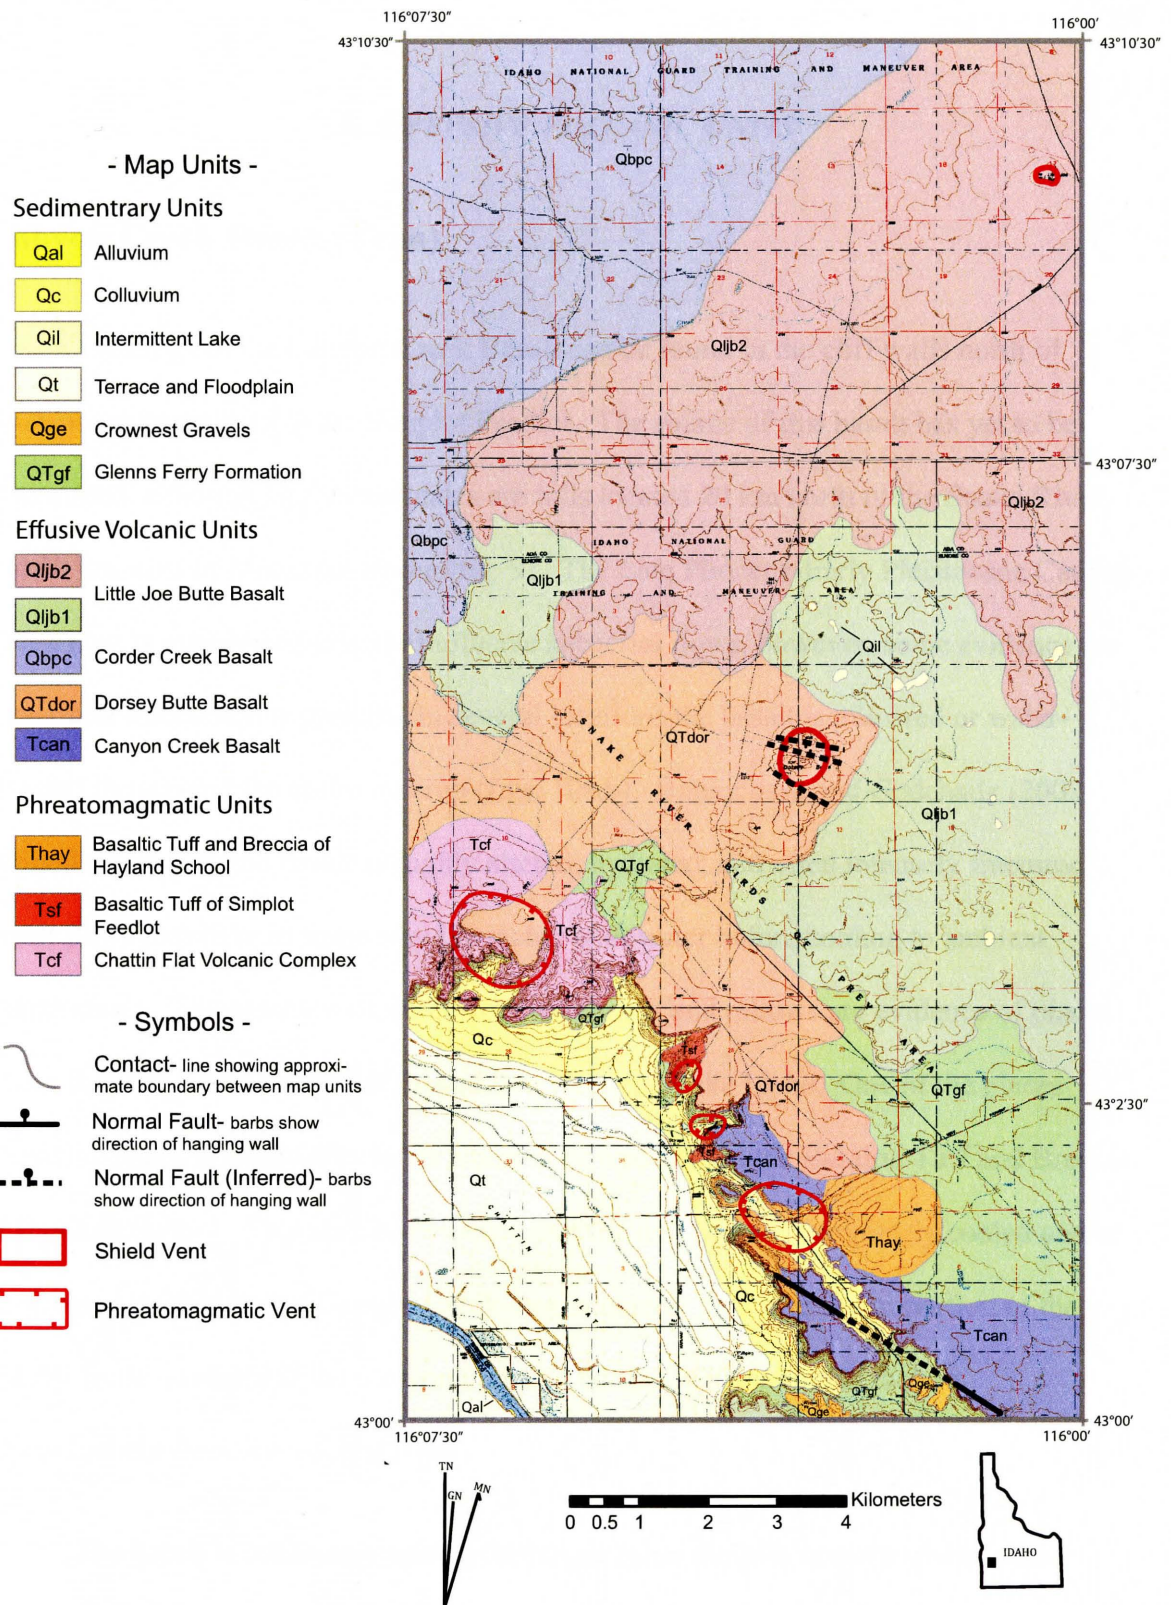 116°07'30"
116°00'
43°10'30"
43°10'30"
IDAHO NATIONAL GUARD TRAINING AND MANEUVER AREA
- Map Units -
Sedimentrary Units
Qal Alluvium
Qc Colluvium
Qil Intermittent Lake
Qt Terrace and Floodplain
Qge Crownest Gravels
QTgf Glenns Ferry Formation
Effusive Volcanic Units
Qljb2
Little Joe Butte Basalt
Qljb1
Qbpc Corder Creek Basalt
QTdor Dorsey Butte Basalt
Tcan Canyon Creek Basalt
Phreatomagmatic Units
Thay Basaltic Tuff and Breccia of
Hayland School
Tsf Basaltic Tuff of Simplot
Feedlot
Tcf Chattin Flat Volcanic Complex
- Symbols -
Contact- line showing approxi-
mate boundary between map units
Normal Fault- barbs show
direction of hanging wall
Normal Fault (Inferred)- barbs
show direction of hanging wall
Shield Vent
Phreatomagmatic Vent
Qbpc
Qljb2
43°07'30"
Qljb2
Qbpc
ADA CO
ELMORE CO
IDAHO NATIONAL GUARD
ADA CO
ELMORE CO
Qljb1
TRAINING AND MANEUVER AREA
Qil
SNAKE RIVER BIRDS OF PREY AREA
QTdor
Qljb1
Tcf
QTgf
Tcf
QTgf
Qc
Tsf
QTdor
QTgf
43°2'30"
Tsf
Tcan
Qt
CHATTIN FLAT
Thay
Qc
Tcan
Qge
QTgf
Qal
Qge
43°00'
43°00'
116°07'30"
116°00'
TN
GN
MN
Kilometers
0 0.5 1 2 3 4
IDAHO